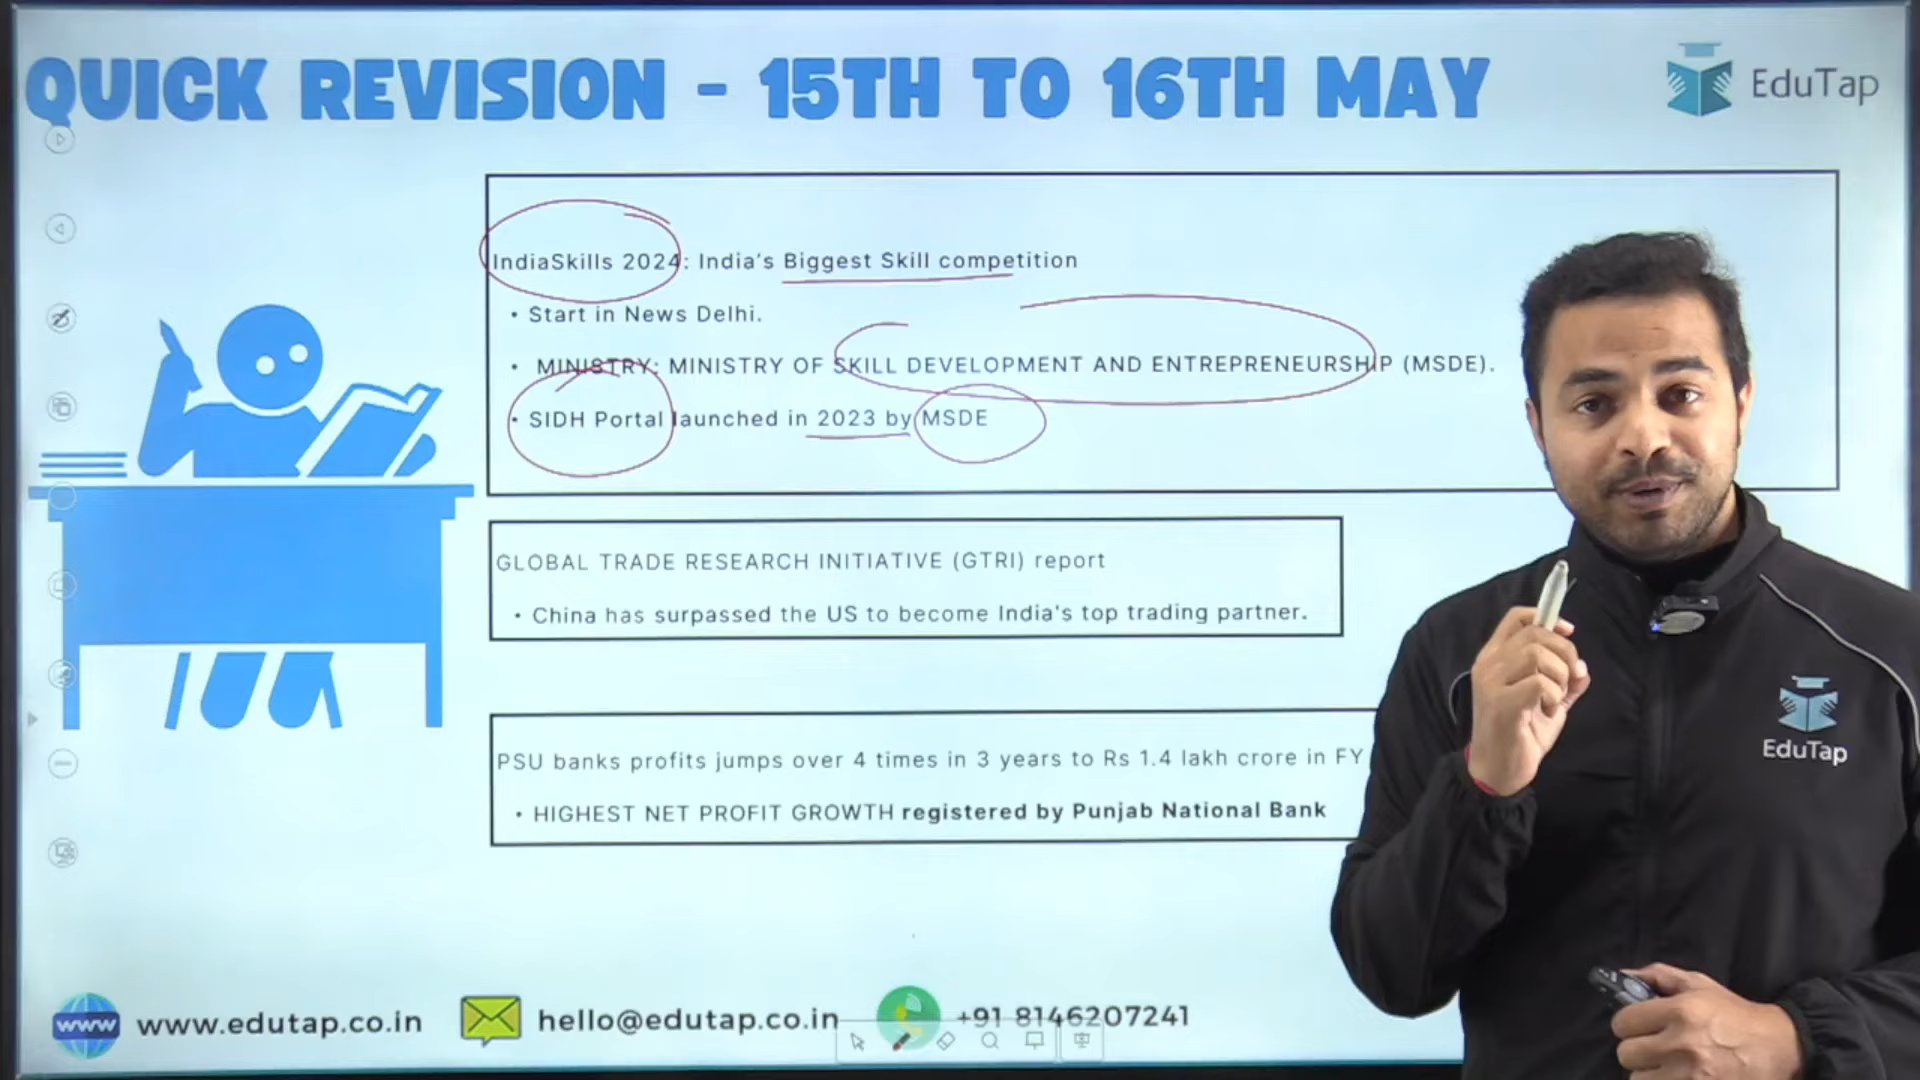 QUICK REVISION - 15TH TO 16TH MAY
EduTap
IndiaSkills 2024: India's Biggest Skill competition
• Start in News Delhi.
• MINISTRY: MINISTRY OF SKILL DEVELOPMENT AND ENTREPRENEURSHIP (MSDE).
• SIDH Portal launched in 2023 by MSDE
GLOBAL TRADE RESEARCH INITIATIVE (GTRI) report
• China has surpassed the US to become India's top trading partner.
PSU banks profits jumps over 4 times in 3 years to Rs 1.4 lakh crore in FY
• HIGHEST NET PROFIT GROWTH registered by Punjab National Bank
EduTap
www www.edutap.co.in hello@edutap.co.in +91 8146207241